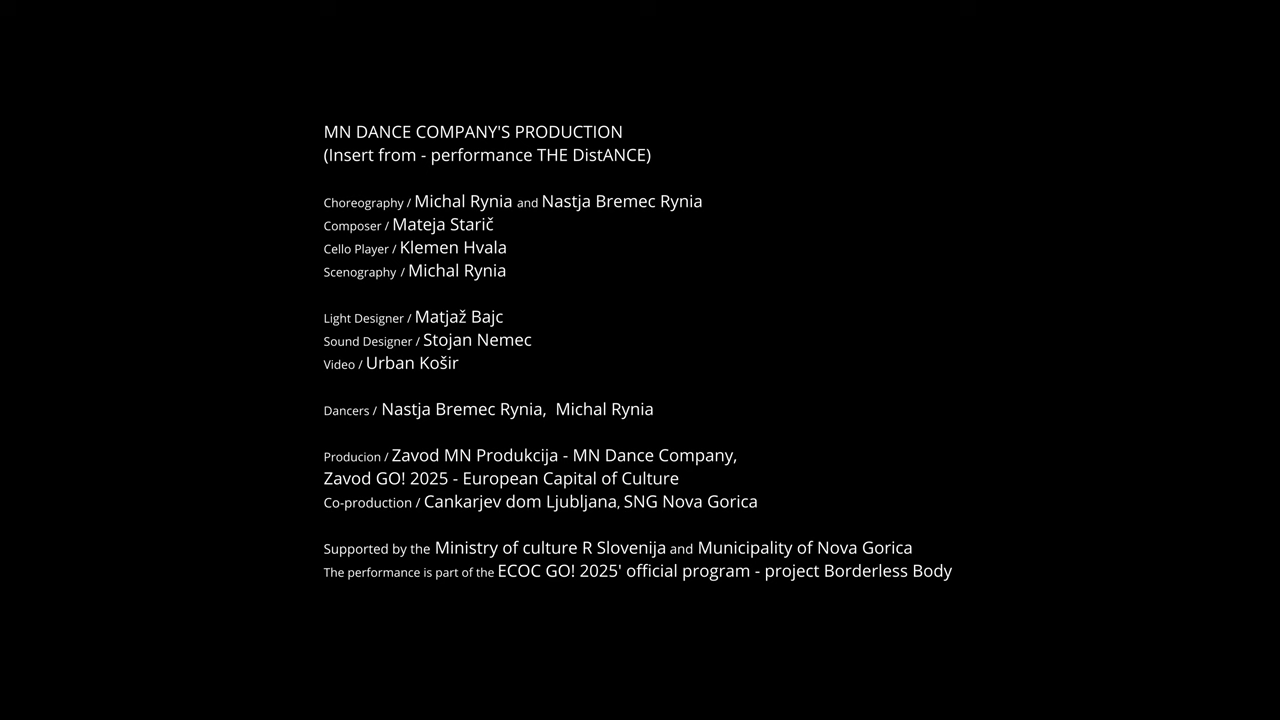 MN DANCE COMPANY'S PRODUCTION
(Insert from - performance THE DistANCE)
Choreography / Michal Rynia and Nastja Bremec Rynia
Composer / Mateja Starič
Cello Player / Klemen Hvala
Scenography / Michal Rynia
Light Designer / Matjaž Bajc
Sound Designer / Stojan Nemec
Video / Urban Košir
Dancers / Nastja Bremec Rynia, Michal Rynia
Producion / Zavod MN Produkcija - MN Dance Company,
Zavod GO! 2025 - European Capital of Culture
Co-production / Cankarjev dom Ljubljana, SNG Nova Gorica
Supported by the Ministry of culture R Slovenija and Municipality of Nova Gorica
The performance is part of the ECOC GO! 2025' official program - project Borderless Body